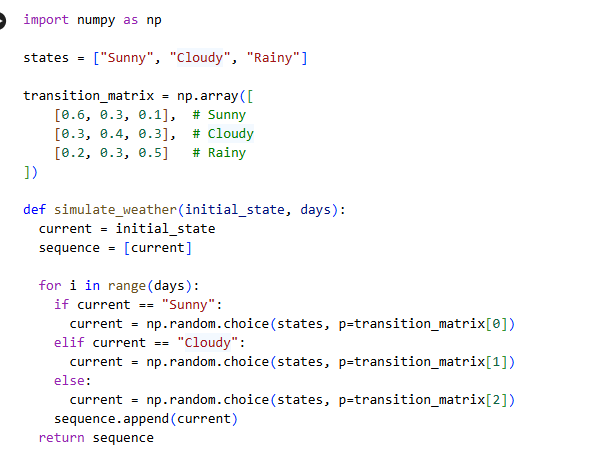 import numpy as np
states = ["Sunny", "Cloudy", "Rainy"]
transition_matrix = np.array([
    [0.6, 0.3, 0.1],  # Sunny
    [0.3, 0.4, 0.3],  # Cloudy
    [0.2, 0.3, 0.5]   # Rainy
])
def simulate_weather(initial_state, days):
  current = initial_state
  sequence = [current]
  for i in range(days):
    if current == "Sunny":
      current = np.random.choice(states, p=transition_matrix[0])
    elif current == "Cloudy":
      current = np.random.choice(states, p=transition_matrix[1])
    else:
      current = np.random.choice(states, p=transition_matrix[2])
    sequence.append(current)
  return sequence